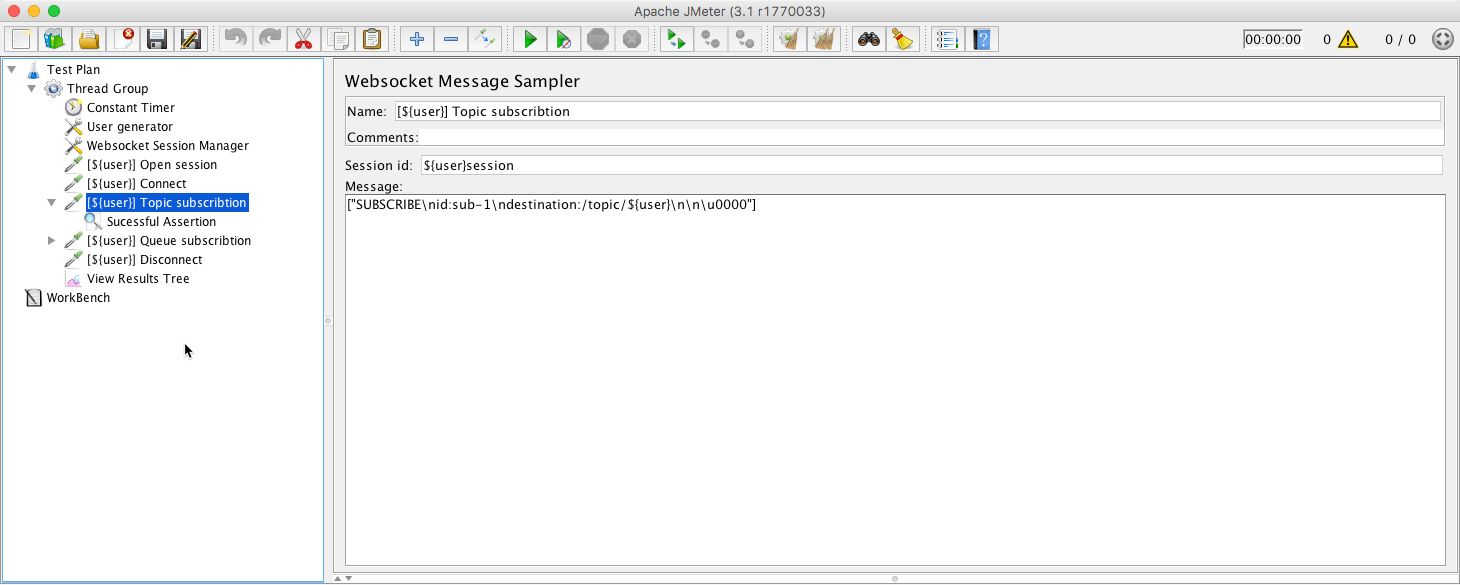 Apache JMeter (3.1 r1770033)
STOP
00:00:00 0 0 / 0
Test Plan
Thread Group
Constant Timer
User generator
Websocket Session Manager
[${user}] Open session
[${user}] Connect
[${user}] Topic subscribtion
Sucessful Assertion
[${user}] Queue subscribtion
[${user}] Disconnect
View Results Tree
WorkBench
Websocket Message Sampler
Name: [${user}] Topic subscribtion
Comments:
Session id: ${user}session
Message:
["SUBSCRIBE\nid:sub-1\ndestination:/topic/${user}\n\n\u0000"]